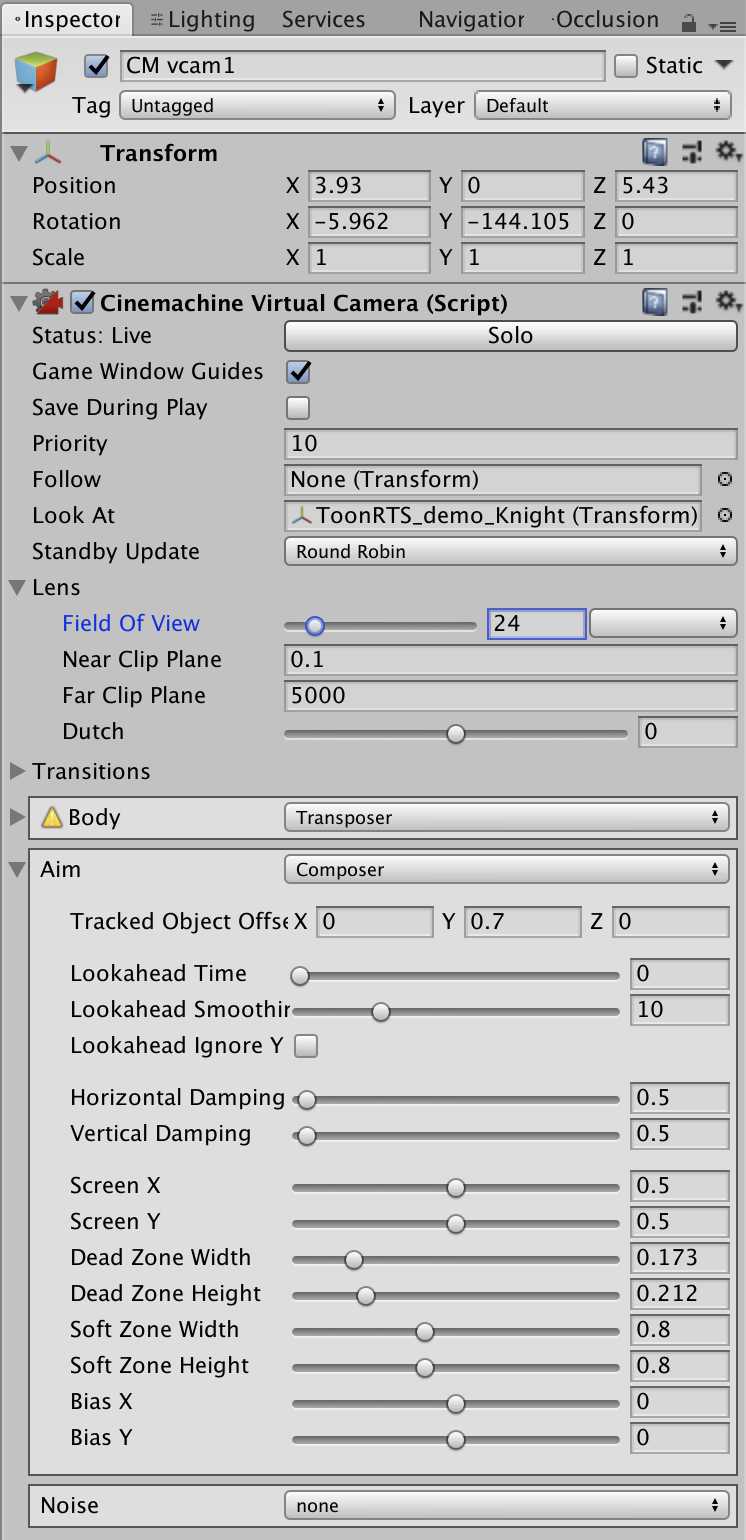 Inspector Lighting Services Navigation Occlusion
CM vcam1 Static
Tag Untagged Layer Default
Transform
Position X 3.93 Y 0 Z 5.43
Rotation X -5.962 Y -144.105 Z 0
Scale X 1 Y 1 Z 1
Cinemachine Virtual Camera (Script)
Status: Live Solo
Game Window Guides
Save During Play
Priority 10
Follow None (Transform)
Look At ToonRTS_demo_Knight (Transform)
Standby Update Round Robin
Lens
Field Of View 24
Near Clip Plane 0.1
Far Clip Plane 5000
Dutch 0
Transitions
Body Transposer
Aim Composer
Tracked Object Offse X 0 Y 0.7 Z 0
Lookahead Time 0
Lookahead Smoothin 10
Lookahead Ignore Y
Horizontal Damping 0.5
Vertical Damping 0.5
Screen X 0.5
Screen Y 0.5
Dead Zone Width 0.173
Dead Zone Height 0.212
Soft Zone Width 0.8
Soft Zone Height 0.8
Bias X 0
Bias Y 0
Noise none